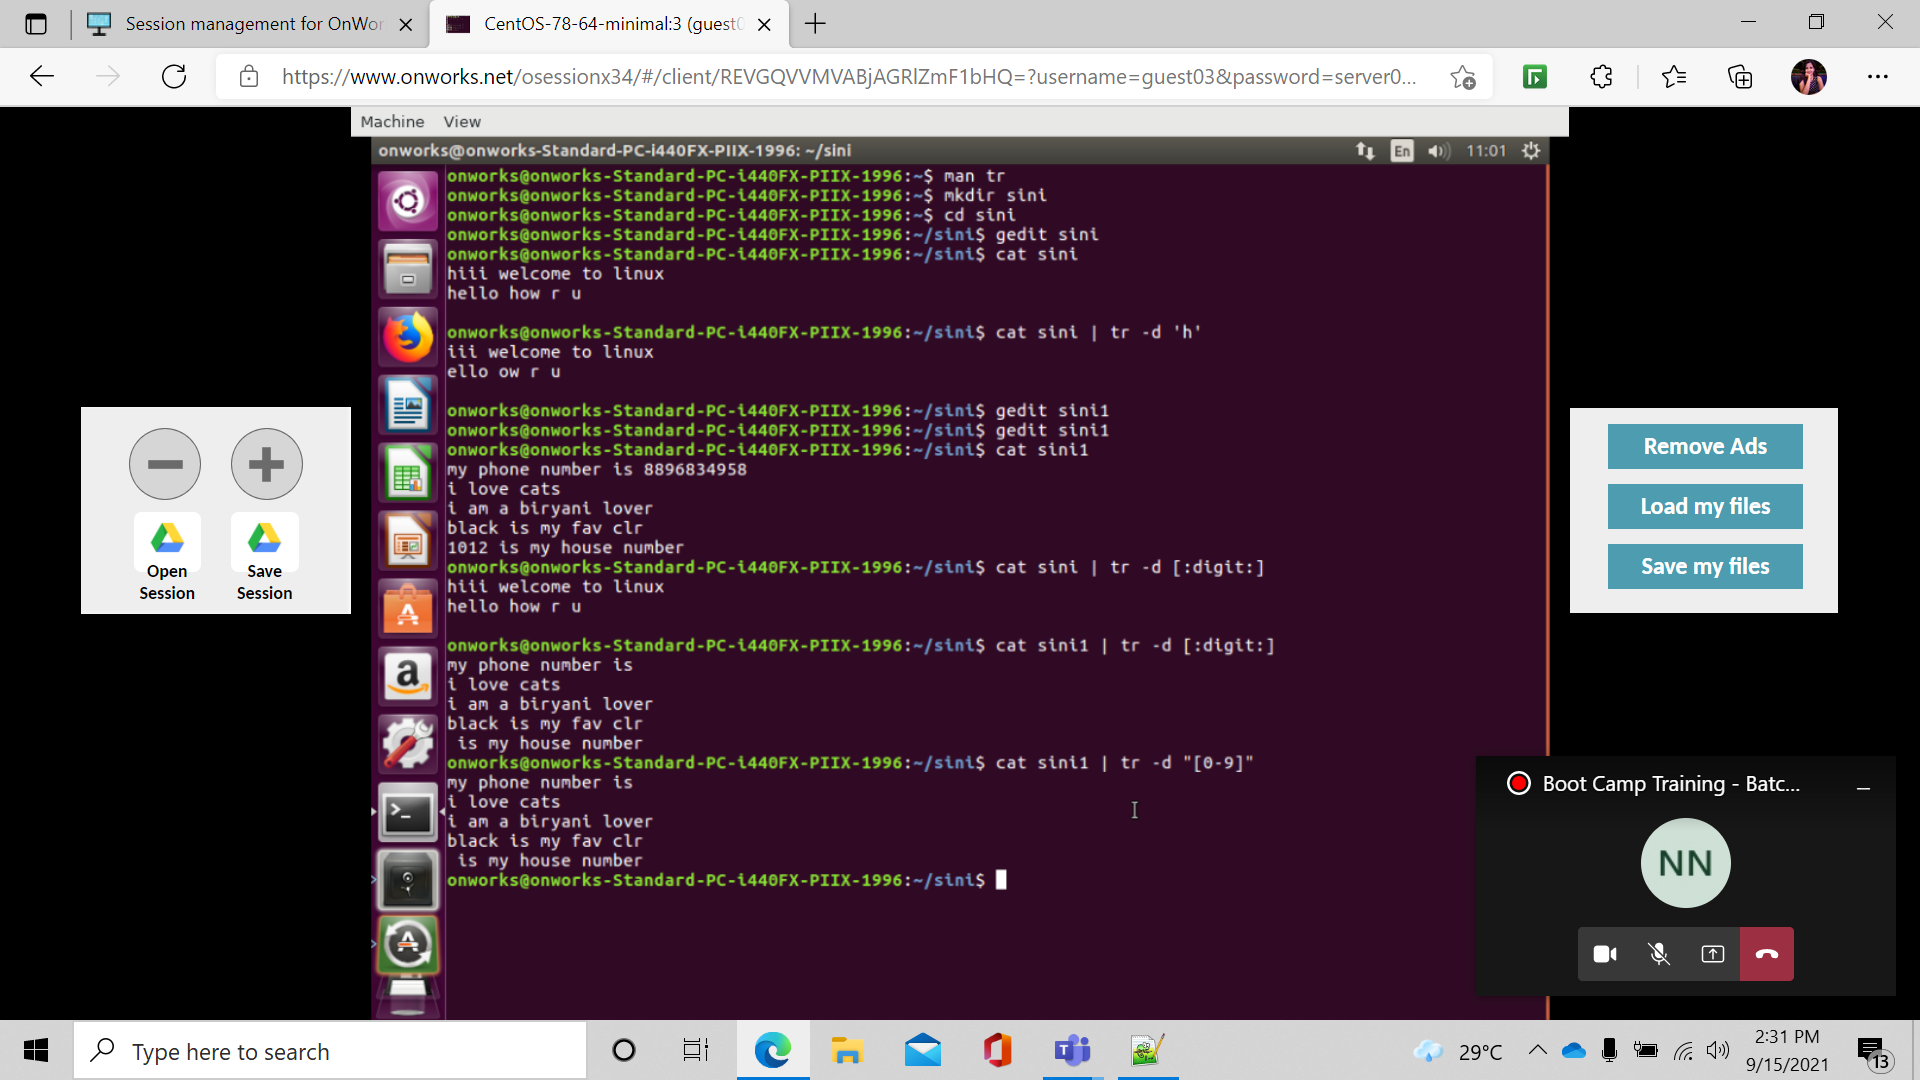 Session management for OnWor
CentOS-78-64-minimal:3 (guest0
https://www.onworks.net/osessionx34/#/client/REVGQVVMVABjAGRlZmF1bHQ=?username=guest03&password=server0...
Machine View
onworks@onworks-Standard-PC-i440FX-PIIX-1996: ~/sini
En
11:01
onworks@onworks-Standard-PC-i440FX-PIIX-1996:~$ man tr
onworks@onworks-Standard-PC-i440FX-PIIX-1996:~$ mkdir sini
onworks@onworks-Standard-PC-i440FX-PIIX-1996:~$ cd sini
onworks@onworks-Standard-PC-i440FX-PIIX-1996:~/sini$ gedit sini
onworks@onworks-Standard-PC-i440FX-PIIX-1996:~/sini$ cat sini
hiii welcome to linux
hello how r u
onworks@onworks-Standard-PC-i440FX-PIIX-1996:~/sini$ cat sini | tr -d 'h'
iii welcome to linux
ello ow r u
onworks@onworks-Standard-PC-i440FX-PIIX-1996:~/sini$ gedit sini1
onworks@onworks-Standard-PC-i440FX-PIIX-1996:~/sini$ gedit sini1
onworks@onworks-Standard-PC-i440FX-PIIX-1996:~/sini$ cat sini1
my phone number is 8896834958
i love cats
i am a biryani lover
black is my fav clr
1012 is my house number
onworks@onworks-Standard-PC-i440FX-PIIX-1996:~/sini$ cat sini | tr -d [:digit:]
hiii welcome to linux
hello how r u
onworks@onworks-Standard-PC-i440FX-PIIX-1996:~/sini$ cat sini1 | tr -d [:digit:]
my phone number is
i love cats
i am a biryani lover
black is my fav clr
 is my house number
onworks@onworks-Standard-PC-i440FX-PIIX-1996:~/sini$ cat sini1 | tr -d "[0-9]"
my phone number is
i love cats
i am a biryani lover
black is my fav clr
 is my house number
onworks@onworks-Standard-PC-i440FX-PIIX-1996:~/sini$
Open
Session
Save
Session
Remove Ads
Load my files
Save my files
Boot Camp Training - Batc...
NN
Type here to search
29°C
2:31 PM
9/15/2021
13